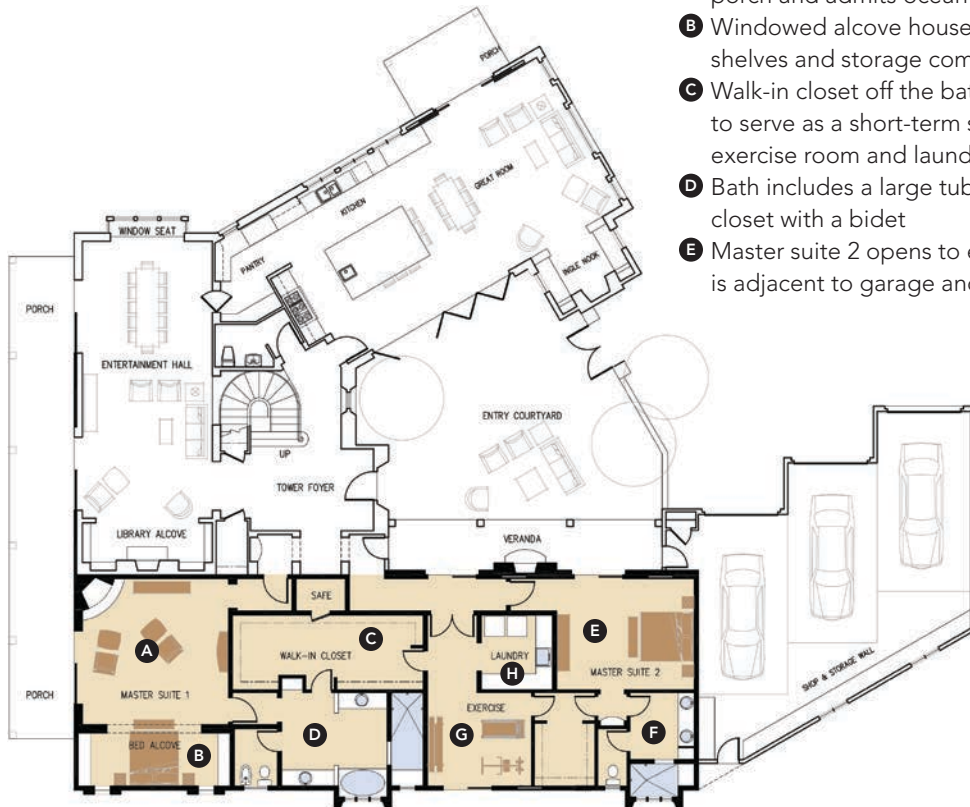 porch and admits ocean
B Windowed alcove house
shelves and storage com
C Walk-in closet off the bat
to serve as a short-term s
exercise room and laund
D Bath includes a large tub
closet with a bidet
E Master suite 2 opens to e
is adjacent to garage and
PORCH
GREAT ROOM
KITCHEN
WINDOW SEAT
PANTRY
INGLE NOOK
PORCH
ENTERTAINMENT HALL
ENTRY COURTYARD
UP
TOWER FOYER
LIBRARY ALCOVE
VERANDA
SAFE
A
C
E
WALK-IN CLOSET
LAUNDRY
H
MASTER SUITE 2
SHOP & STORAGE WALL
PORCH
MASTER SUITE 1
EXERCISE
D
G
F
BED ALCOVE
B